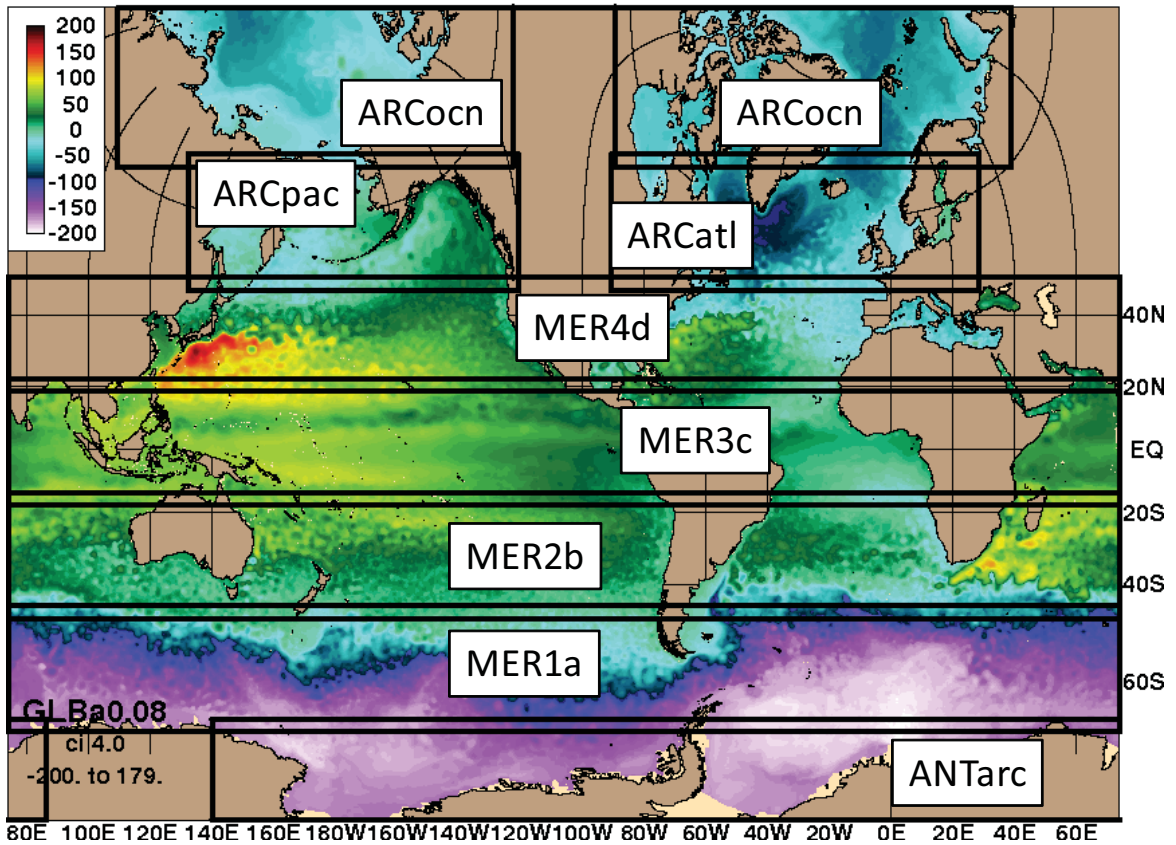 200
150
100
50
0
-50
-100
-150
-200
ARCocn
ARCocn
ARCpac
ARCatl
MER4d
40N
20N
MER3c
EQ
20S
MER2b
40S
MER1a
60S
GLBa0.08
ci 4.0
-200. to 179.
ANTarc
80E 100E 120E 140E 160E 180W 160W 140W 120W 100W 80W 60W 40W 20W 0E 20E 40E 60E